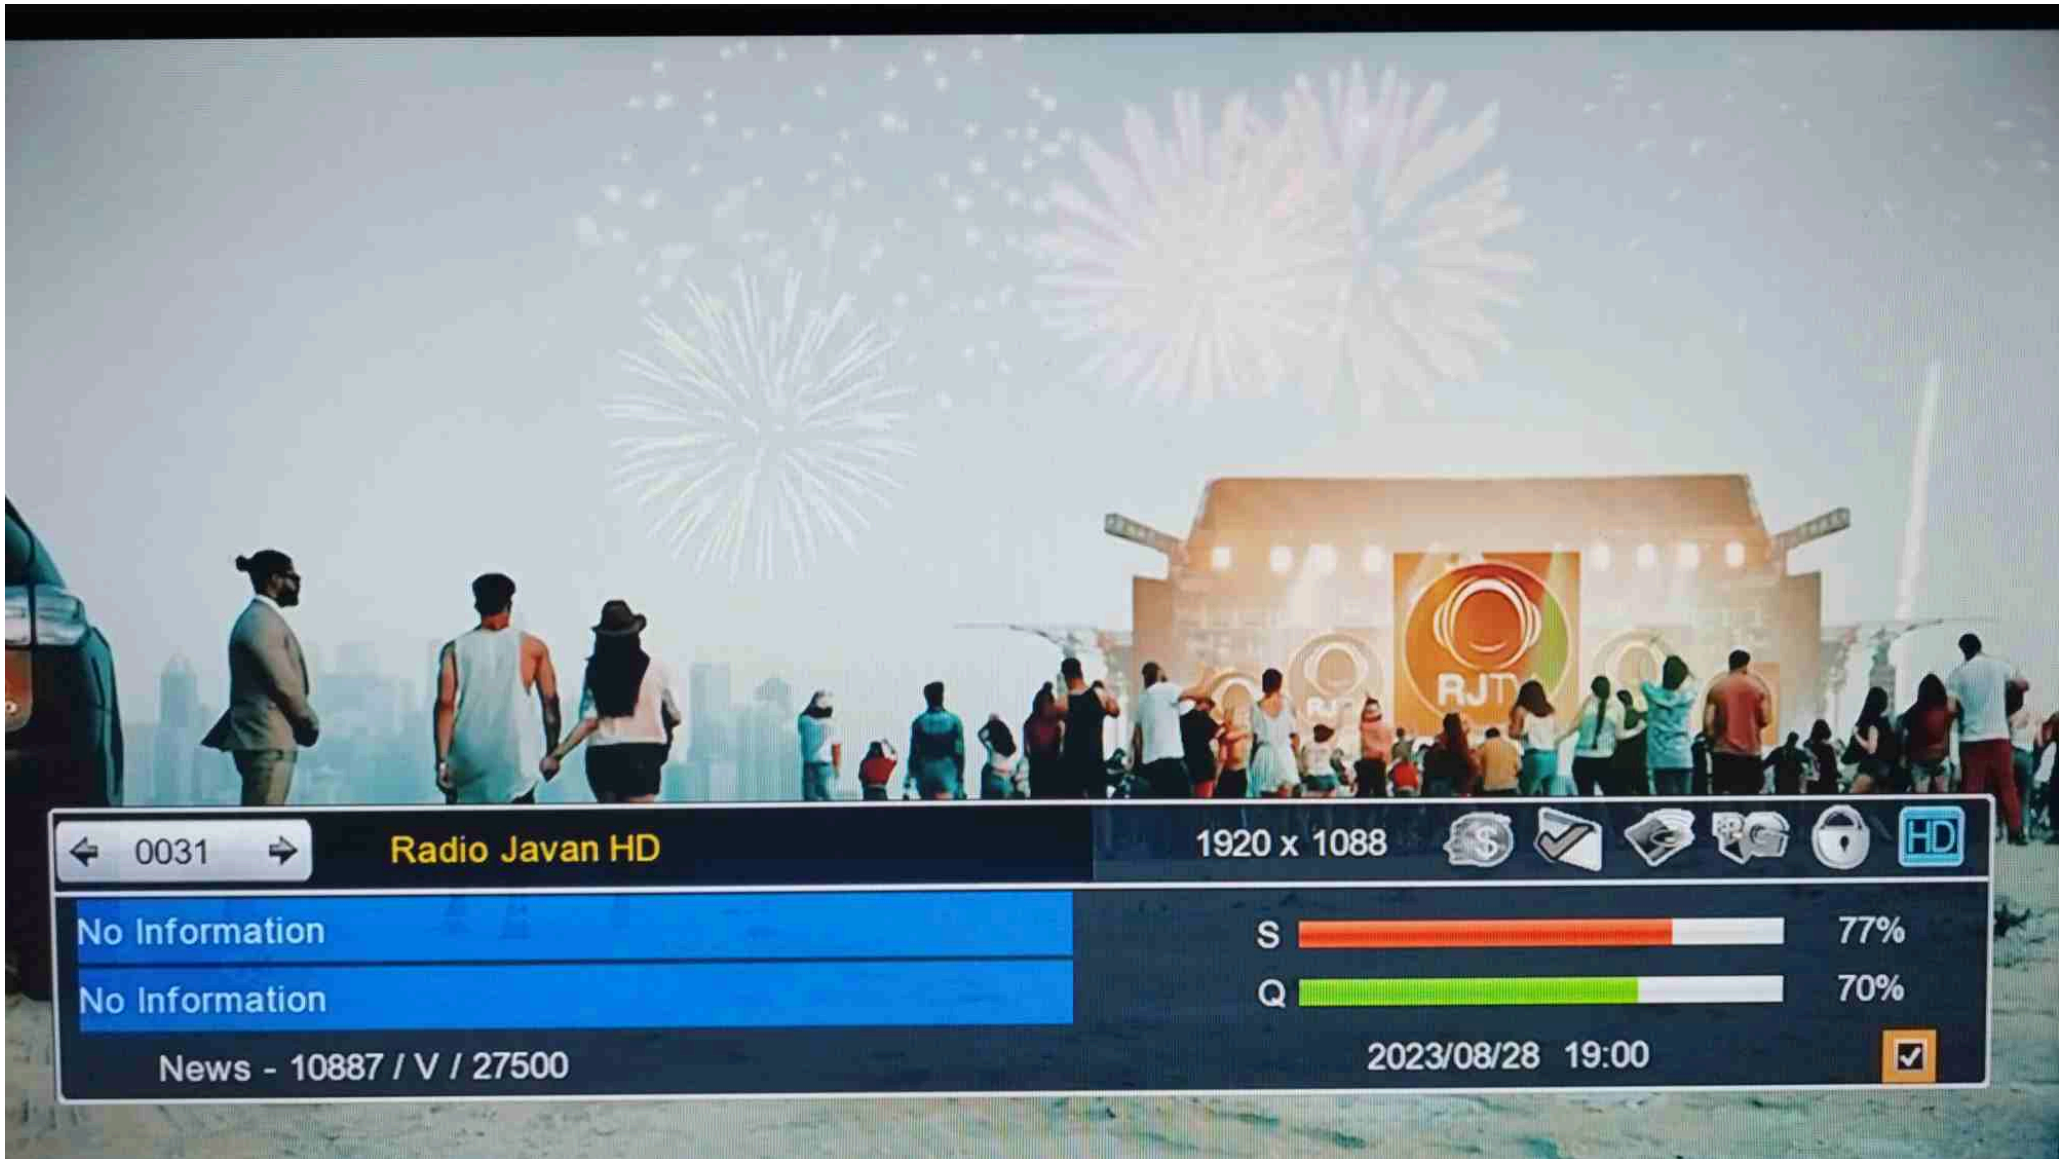 RJTV
RJ
0031
Radio Javan HD
1920 x 1088
HD
No Information
S
77%
No Information
Q
70%
News - 10887 / V / 27500
2023/08/28 19:00